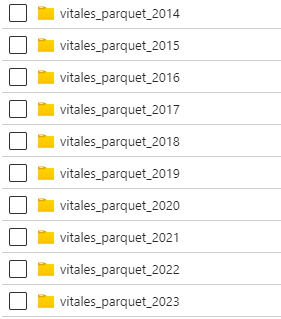 vitales_parquet_2014
vitales_parquet_2015
vitales_parquet_2016
vitales_parquet_2017
vitales_parquet_2018
vitales_parquet_2019
vitales_parquet_2020
vitales_parquet_2021
vitales_parquet_2022
vitales_parquet_2023